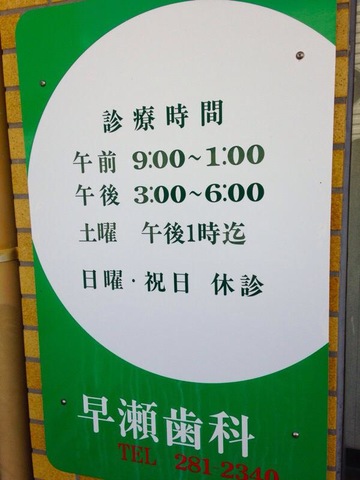 診療時間
午前 9:00~1:00
午後 3:00~6:00
土曜 午後1時迄
日曜・祝日 休診
早瀬歯科
TEL 281-2340